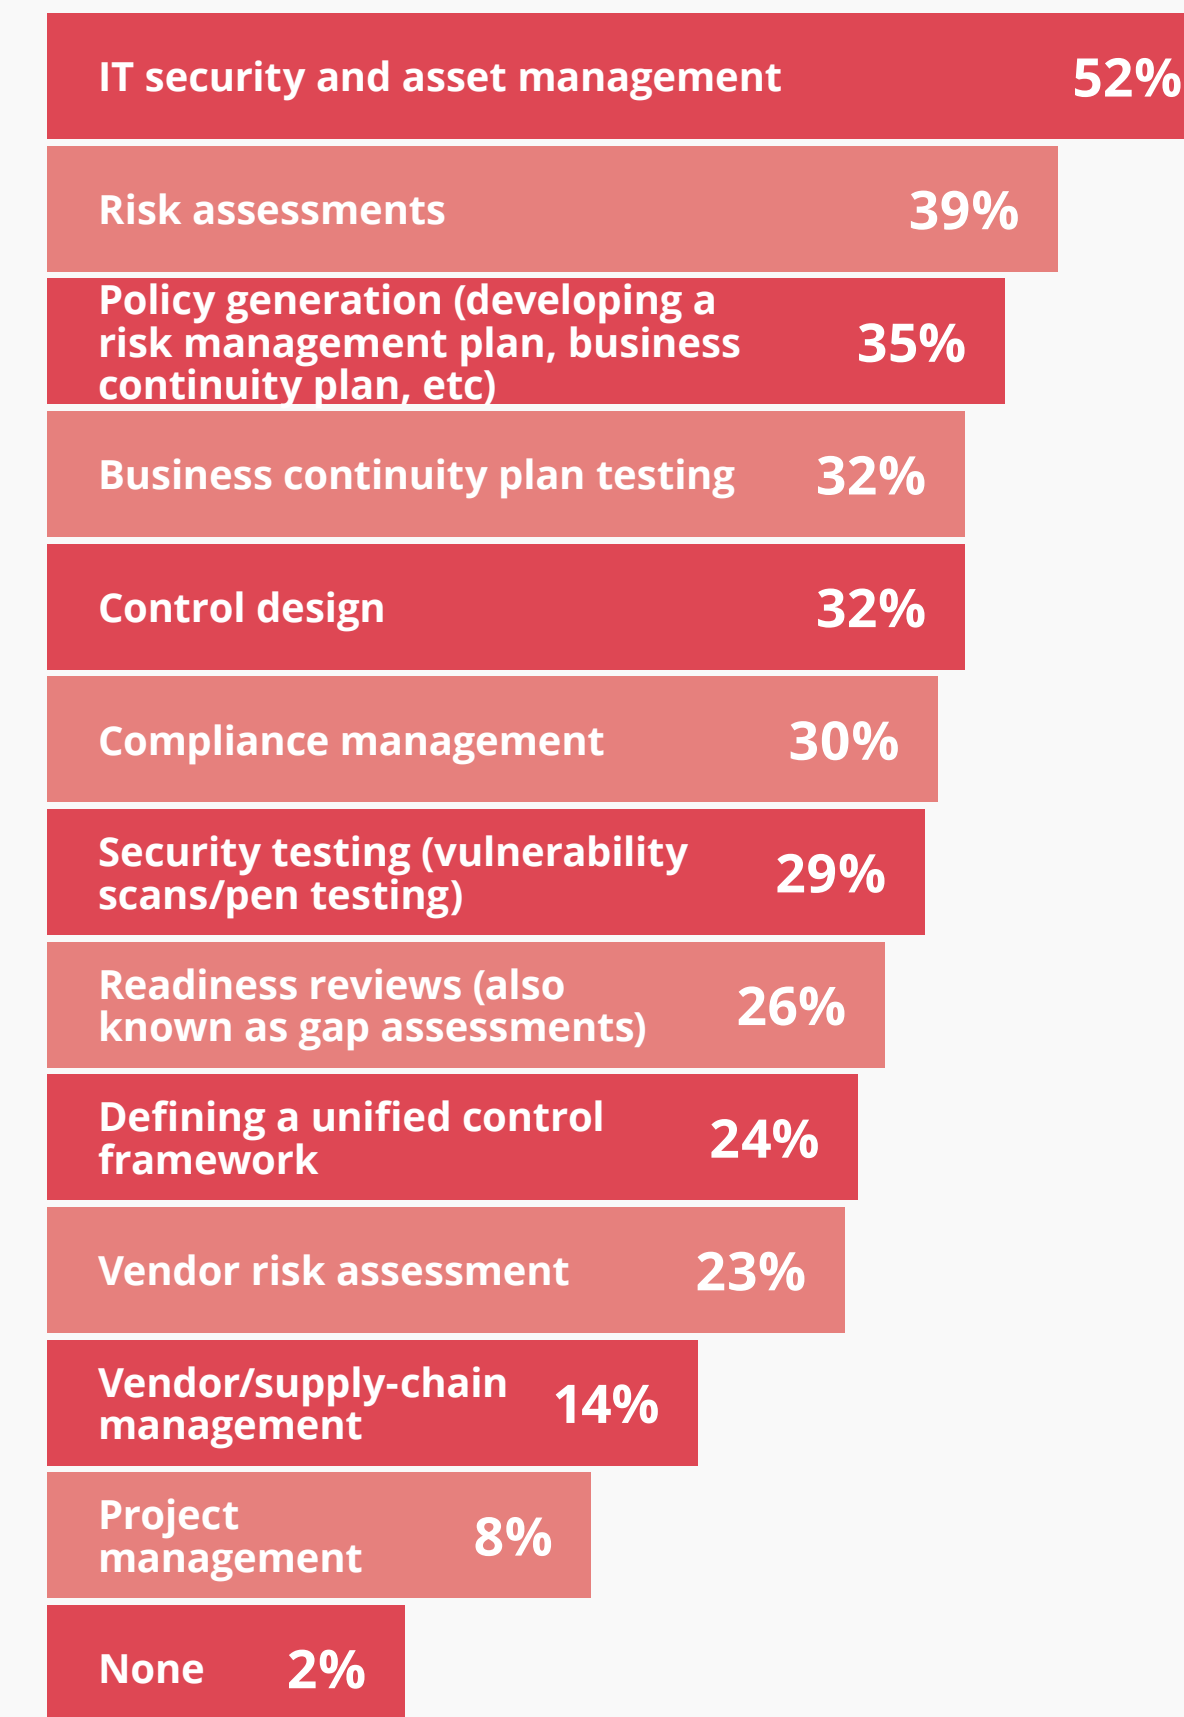 IT security and asset management 52%
Risk assessments 39%
Policy generation (developing a
risk management plan, business
continuity plan, etc)
35%
Business continuity plan testing 32%
Control design 32%
Compliance management 30%
Security testing (vulnerability
scans/pen testing)
29%
Readiness reviews (also
known as gap assessments)
26%
Defining a unified control
framework
24%
Vendor risk assessment 23%
Vendor/supply-chain
management
14%
Project
management
8%
None 2%